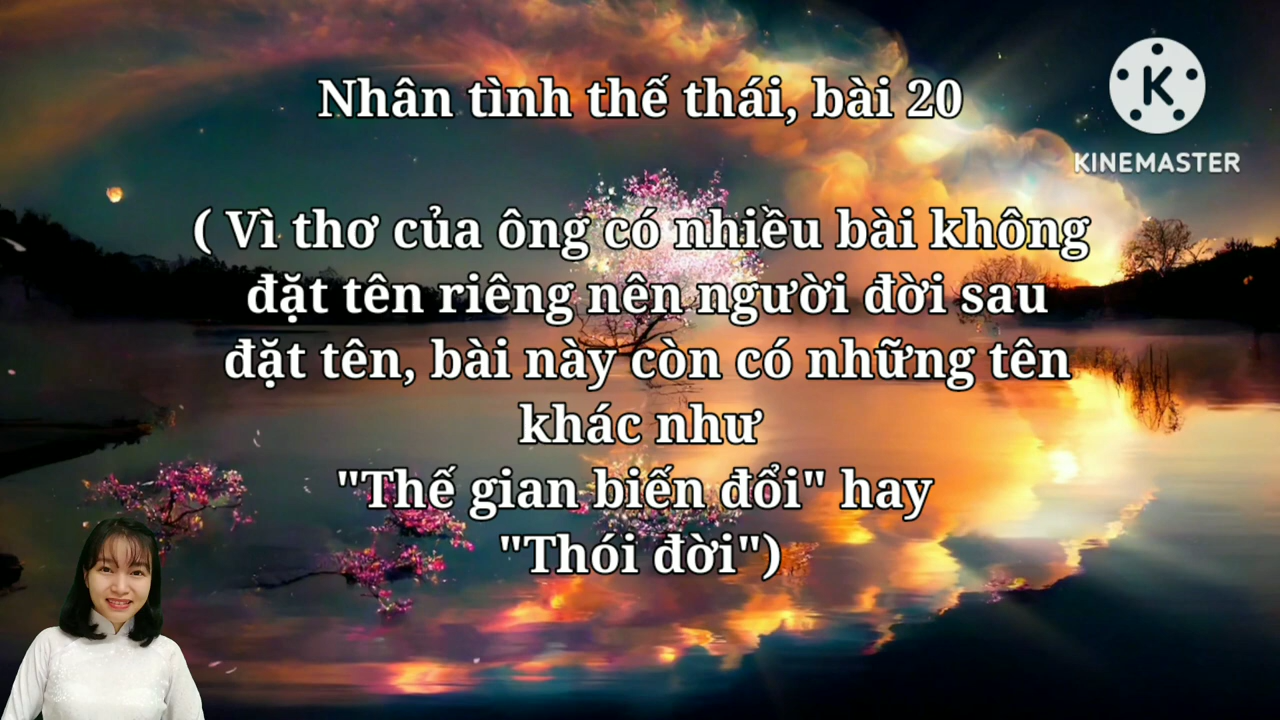 Nhân tình thế thái, bài 20
K
KINEMASTER
( Vì thơ của ông có nhiều bài không
đặt tên riêng nên người đời sau
đặt tên, bài này còn có những tên
khác như
"Thế gian biến đổi" hay
"Thói đời")